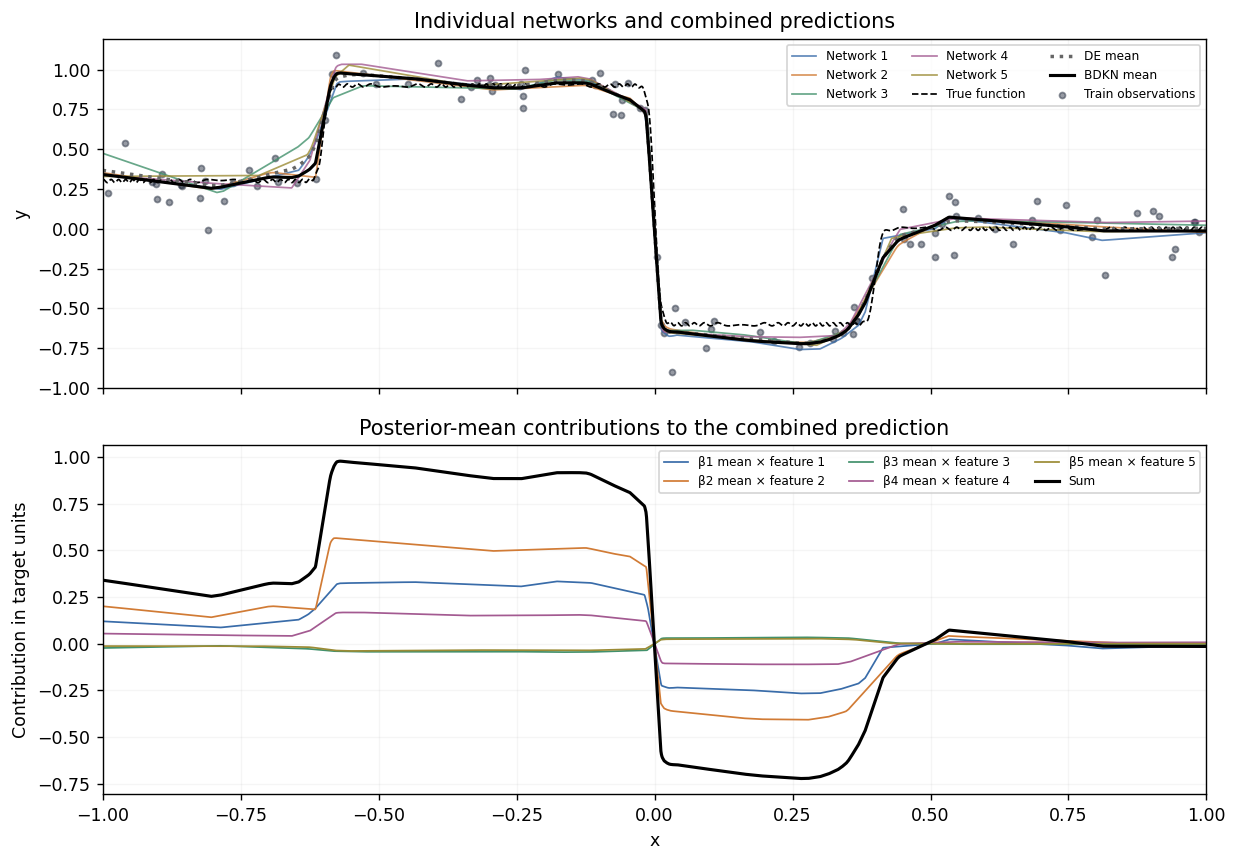 Individual networks and combined predictions
Network 1
Network 2
Network 3
Network 4
Network 5
True function
DE mean
BDKN mean
Train observations
1.00
0.75
0.50
0.25
0.00
−0.25
−0.50
−0.75
−1.00
y
Posterior-mean contributions to the combined prediction
β1 mean × feature 1
β2 mean × feature 2
β3 mean × feature 3
β4 mean × feature 4
β5 mean × feature 5
Sum
1.00
0.75
0.50
0.25
0.00
−0.25
−0.50
−0.75
Contribution in target units
−1.00 −0.75 −0.50 −0.25 0.00 0.25 0.50 0.75 1.00
x